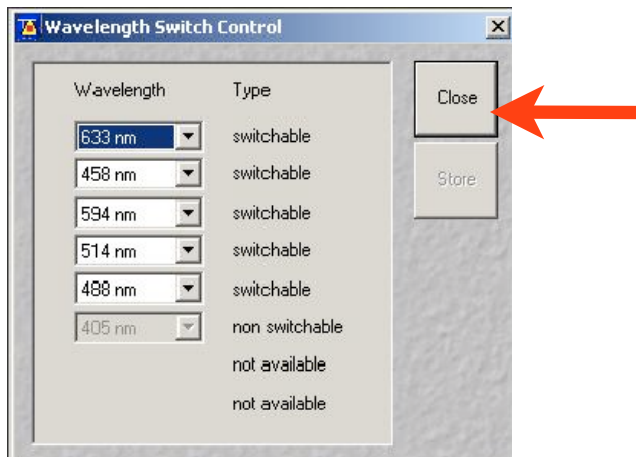 Wavelength Switch Control
Wavelength Type
Close
633 nm switchable
458 nm switchable
Store
594 nm switchable
514 nm switchable
488 nm switchable
405 nm non switchable
not available
not available